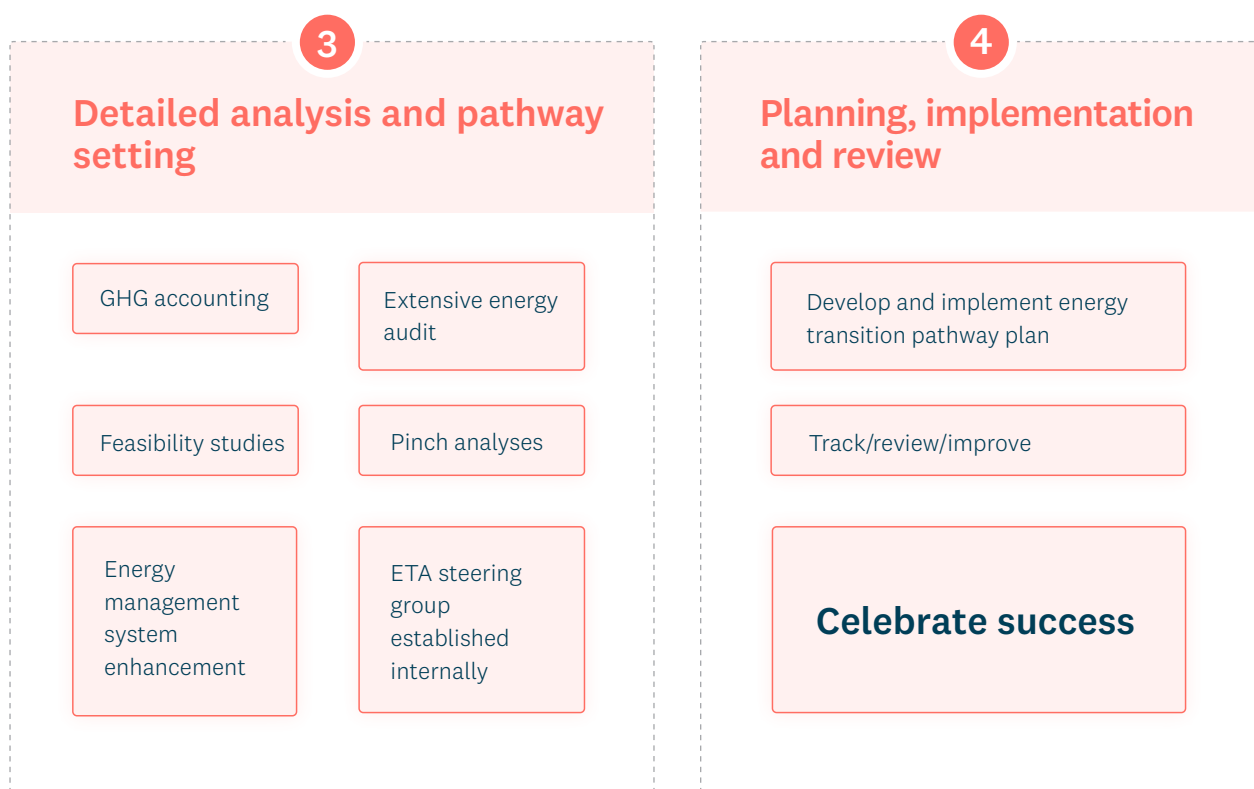 3
Detailed analysis and pathway
setting
GHG accounting
Extensive energy
audit
Feasibility studies
Pinch analyses
Energy
management
system
enhancement
ETA steering
group
established
internally
4
Planning, implementation
and review
Develop and implement energy
transition pathway plan
Track/review/improve
Celebrate success